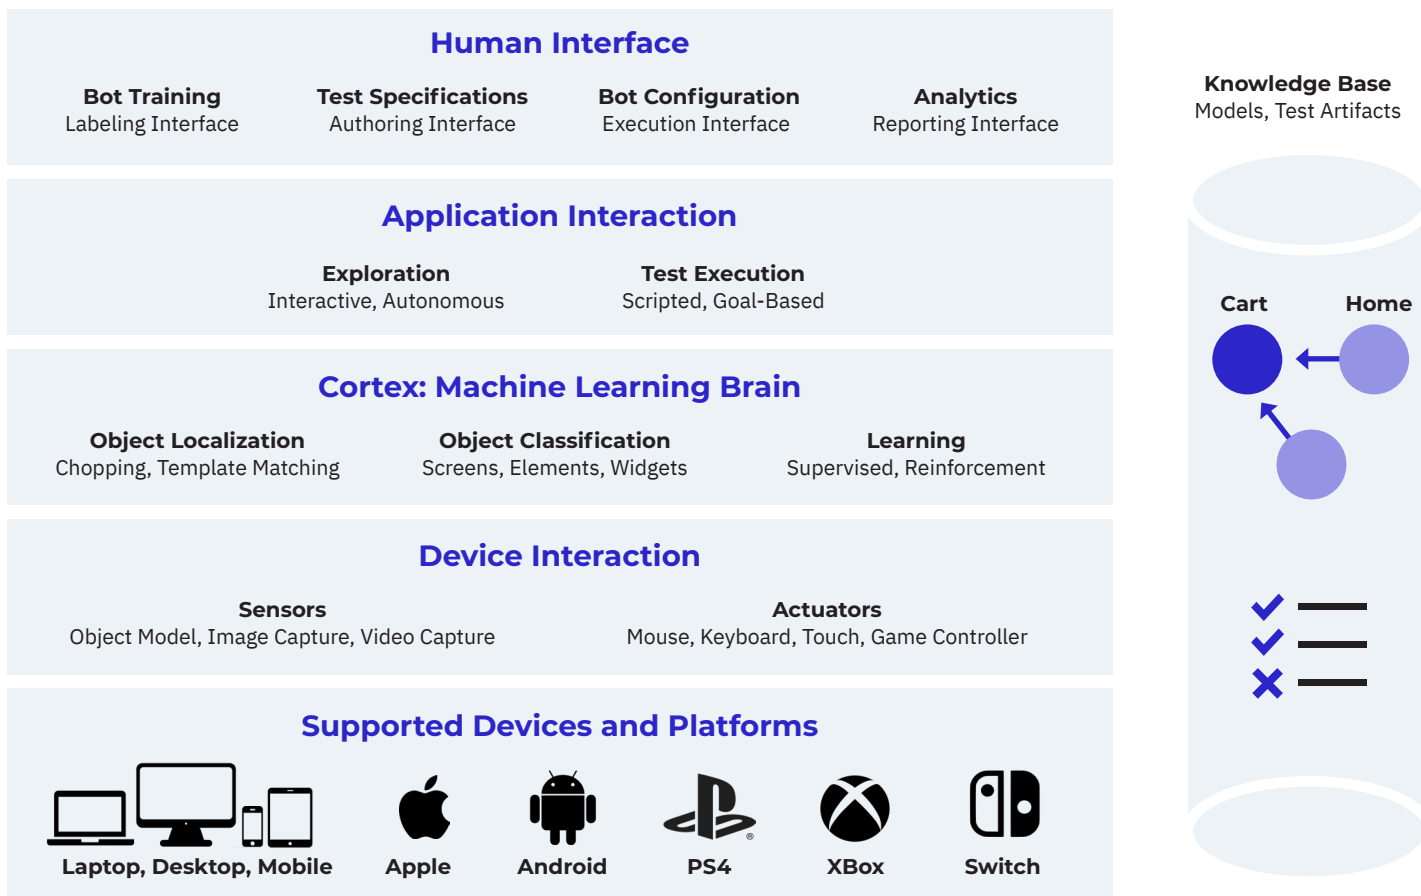 Human Interface
Bot Training
Labeling Interface
Test Specifications
Authoring Interface
Bot Configuration
Execution Interface
Analytics
Reporting Interface
Application Interaction
Exploration
Interactive, Autonomous
Test Execution
Scripted, Goal-Based
Cortex: Machine Learning Brain
Object Localization
Chopping, Template Matching
Object Classification
Screens, Elements, Widgets
Learning
Supervised, Reinforcement
Device Interaction
Sensors
Object Model, Image Capture, Video Capture
Actuators
Mouse, Keyboard, Touch, Game Controller
Supported Devices and Platforms
®
Laptop, Desktop, Mobile
Apple
Android
PS4
XBox
Switch
Knowledge Base
Models, Test Artifacts
Cart
Home